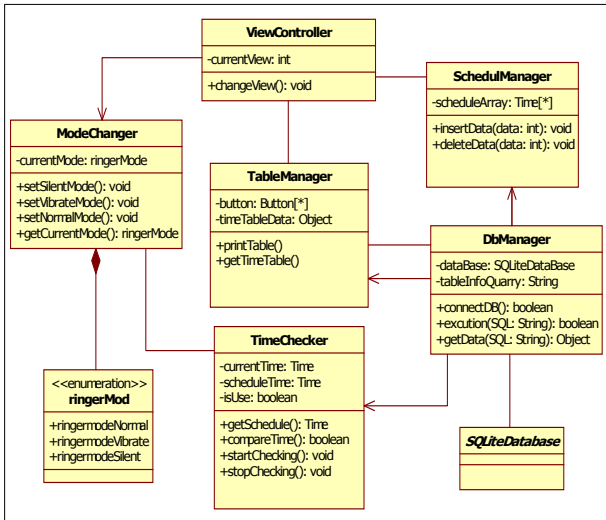 ViewController
-currentView: int
+changeView(): void
SchedulManager
-scheduleArray: Time[*]
+insertData(data: int): void
+deleteData(data: int): void
ModeChanger
-currentMode: ringerMode
+setSilentMode(): void
+setVibrateMode(): void
+setNormalMode(): void
+getCurrentMode(): ringerMode
TableManager
-button: Button[*]
-timeTableData: Object
+printTable()
+getTimeTable()
DbManager
-dataBase: SQLiteDataBase
-tableInfoQuarry: String
+connectDB(): boolean
+excution(SQL: String): boolean
+getData(SQL: String): Object
TimeChecker
-currentTime: Time
-scheduleTime: Time
-isUse: boolean
+getSchedule(): Time
+compareTime(): boolean
+startChecking(): void
+stopChecking(): void
<<enumeration>>
ringerMod
+ringermodeNormal
+ringermodeVibrate
+ringermodeSilent
SQLiteDatabase